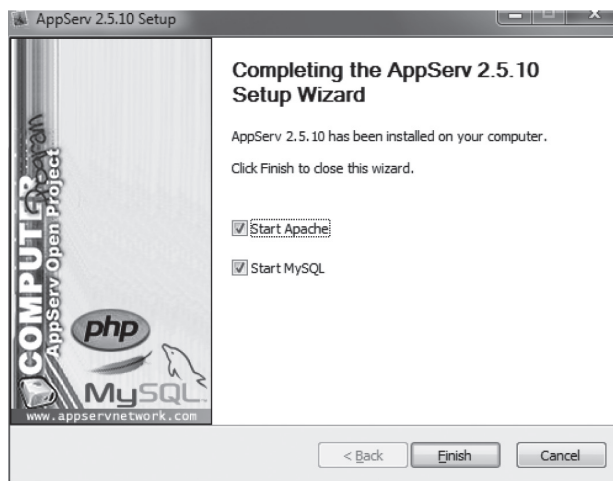 AppServ 2.5.10 Setup
Completing the AppServ 2.5.10
Setup Wizard
AppServ 2.5.10 has been installed on your computer.
Click Finish to close this wizard.
Start Apache
Start MySQL
COMPUTER
Program
AppServ Open Project
php
MySQL
www.appservnetwork.com
< Back
Finish
Cancel